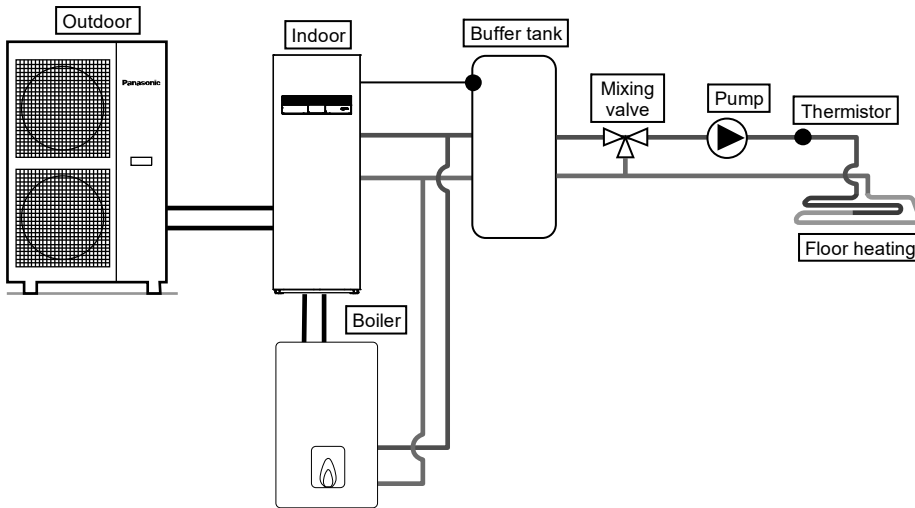 Outdoor
Indoor
Buffer tank
Mixing
valve
Pump
Thermistor
Panasonic
Floor heating
Boiler